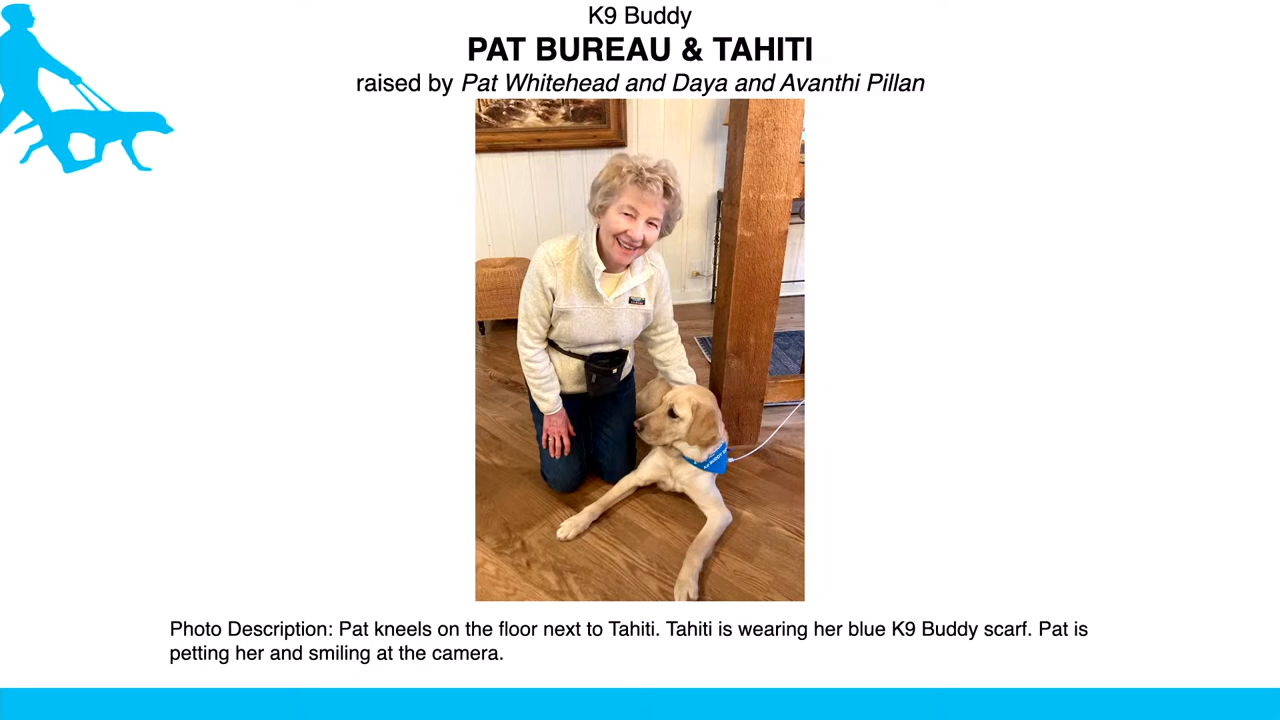 K9 Buddy
PAT BUREAU & TAHITI
raised by Pat Whitehead and Daya and Avanthi Pillan
K9 BUDDY
Photo Description: Pat kneels on the floor next to Tahiti. Tahiti is wearing her blue K9 Buddy scarf. Pat is
petting her and smiling at the camera.